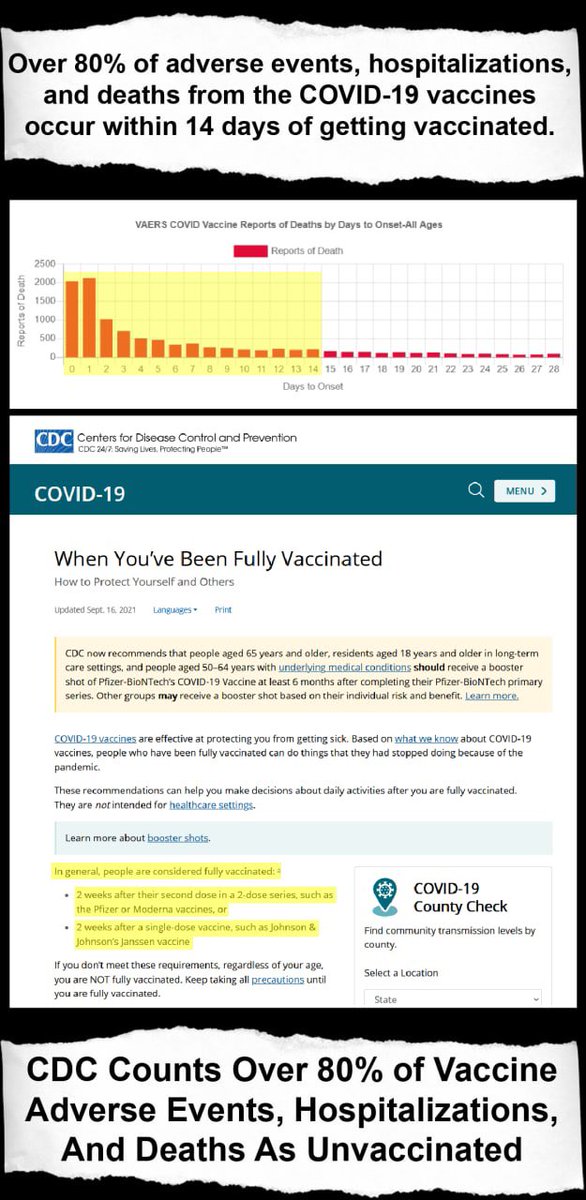 Over 80% of adverse events, hospitalizations,
and deaths from the COVID-19 vaccines
occur within 14 days of getting vaccinated.
VAERS COVID Vaccine Reports of Deaths by Days to Onset-All Ages
Reports of Death
Reports of Death
2500
2000
1500
1000
500
0
0 1 2 3 4 5 6 7 8 9 10 11 12 13 14 15 16 17 18 19 20 21 22 23 24 25 26 27 28
Days to Onset
CDC Centers for Disease Control and Prevention
CDC 24/7: Saving Lives, Protecting People™
COVID-19
MENU
When You’ve Been Fully Vaccinated
How to Protect Yourself and Others
Updated Sept. 16, 2021 Languages Print
CDC now recommends that people aged 65 years and older, residents aged 18 years and older in long-term
care settings, and people aged 50–64 years with underlying medical conditions should receive a booster
shot of Pfizer-BioNTech’s COVID-19 Vaccine at least 6 months after completing their Pfizer-BioNTech primary
series. Other groups may receive a booster shot based on their individual risk and benefit. Learn more.
COVID-19 vaccines are effective at protecting you from getting sick. Based on what we know about COVID-19
vaccines, people who have been fully vaccinated can do things that they had stopped doing because of the
pandemic.
These recommendations can help you make decisions about daily activities after you are fully vaccinated.
They are not intended for healthcare settings.
Learn more about booster shots.
In general, people are considered fully vaccinated:
• 2 weeks after their second dose in a 2-dose series, such as
the Pfizer or Moderna vaccines, or
• 2 weeks after a single-dose vaccine, such as Johnson &
Johnson’s Janssen vaccine
If you don’t meet these requirements, regardless of your age,
you are NOT fully vaccinated. Keep taking all precautions until
you are fully vaccinated.
COVID-19
County Check
Find community transmission levels by
county.
Select a Location
State
CDC Counts Over 80% of Vaccine
Adverse Events, Hospitalizations,
And Deaths As Unvaccinated